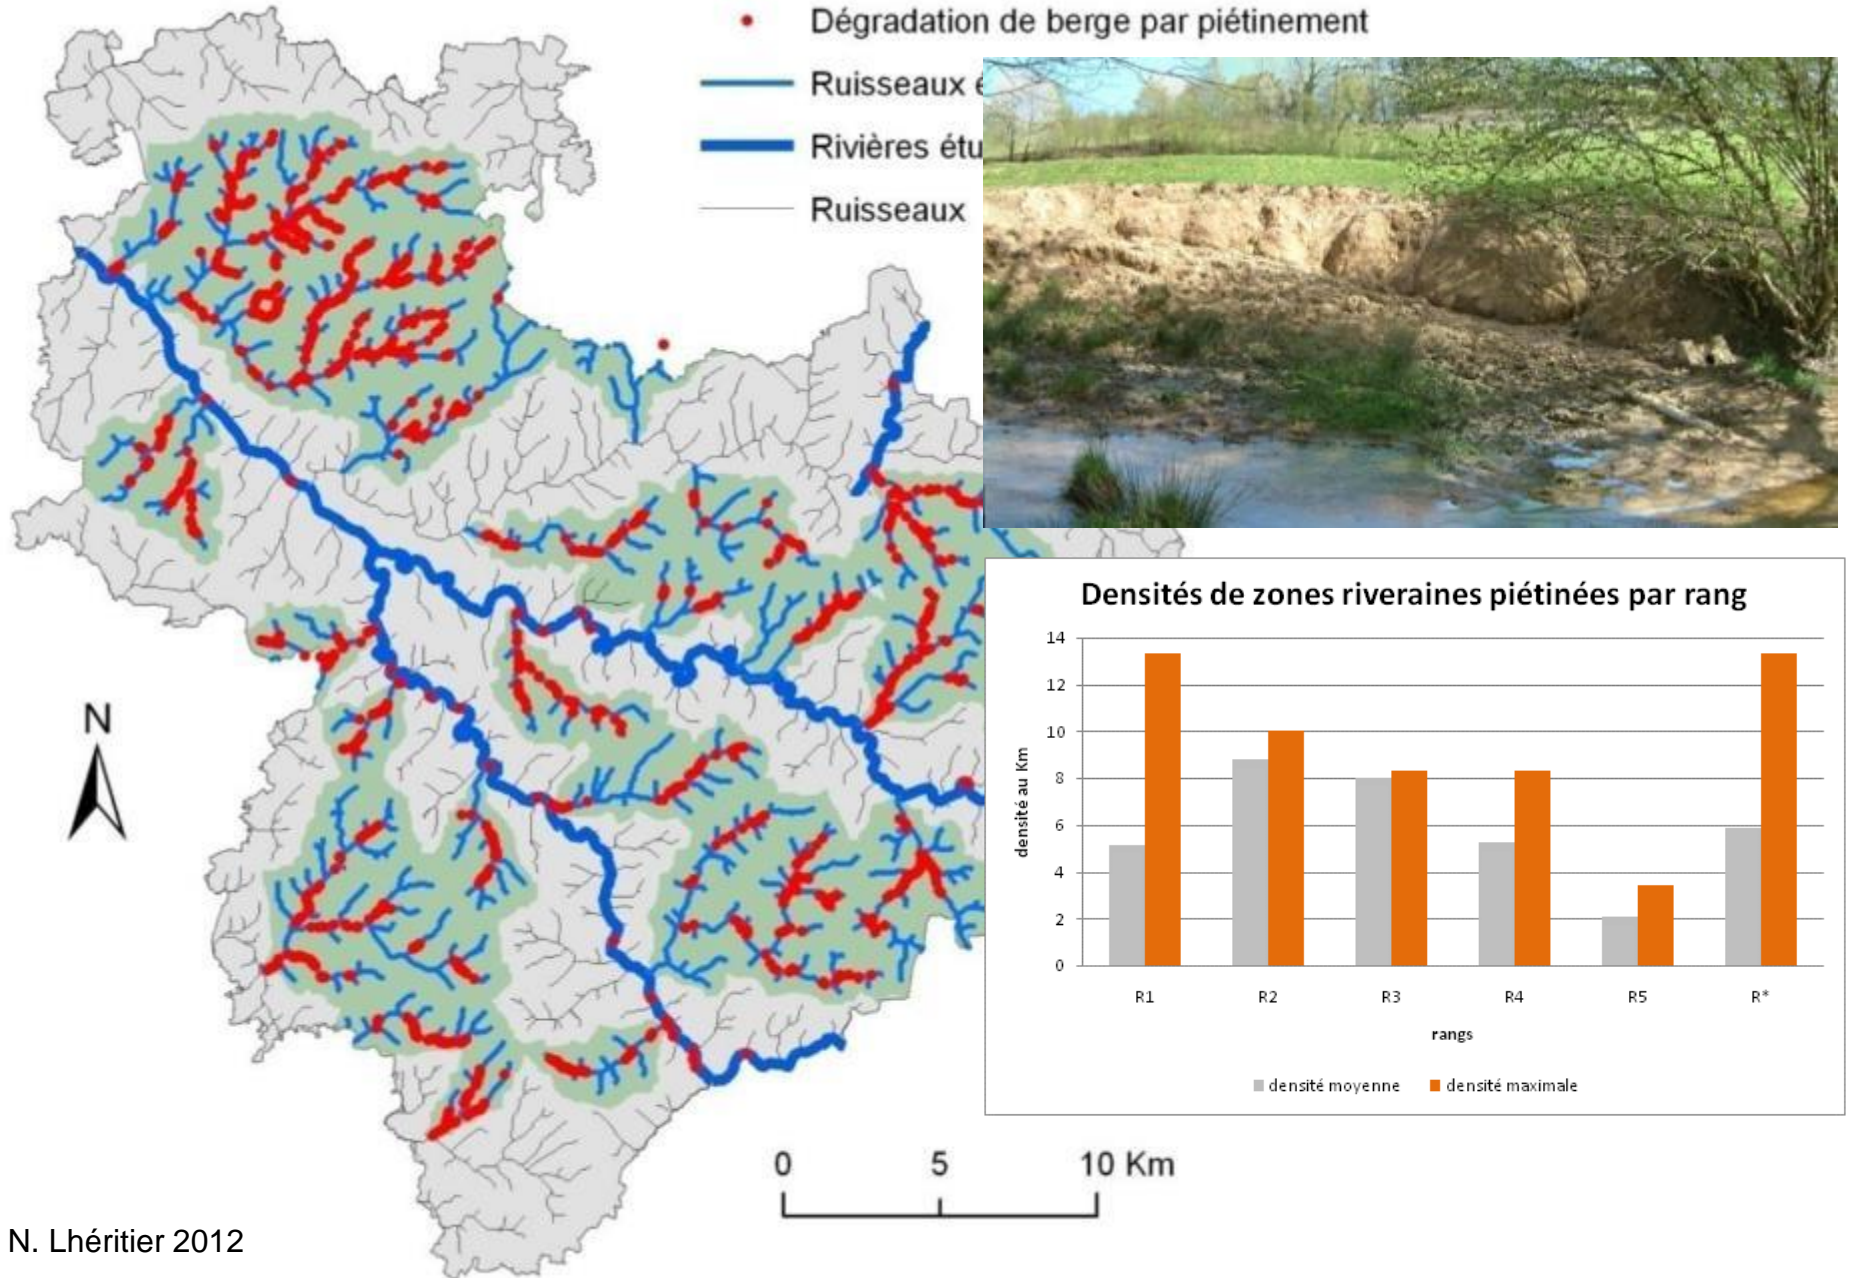 Dégradation de berge par piétinement
Ruisseaux
Rivières
Ruisseaux
N
Densités de zones riveraines piétinées par rang
14
12
10
8
6
4
2
0
densité au Km
R1 R2 R3 R4 R5 R*
rangs
densité moyenne densité maximale
0 5 10 Km
N. Lhéritier 2012